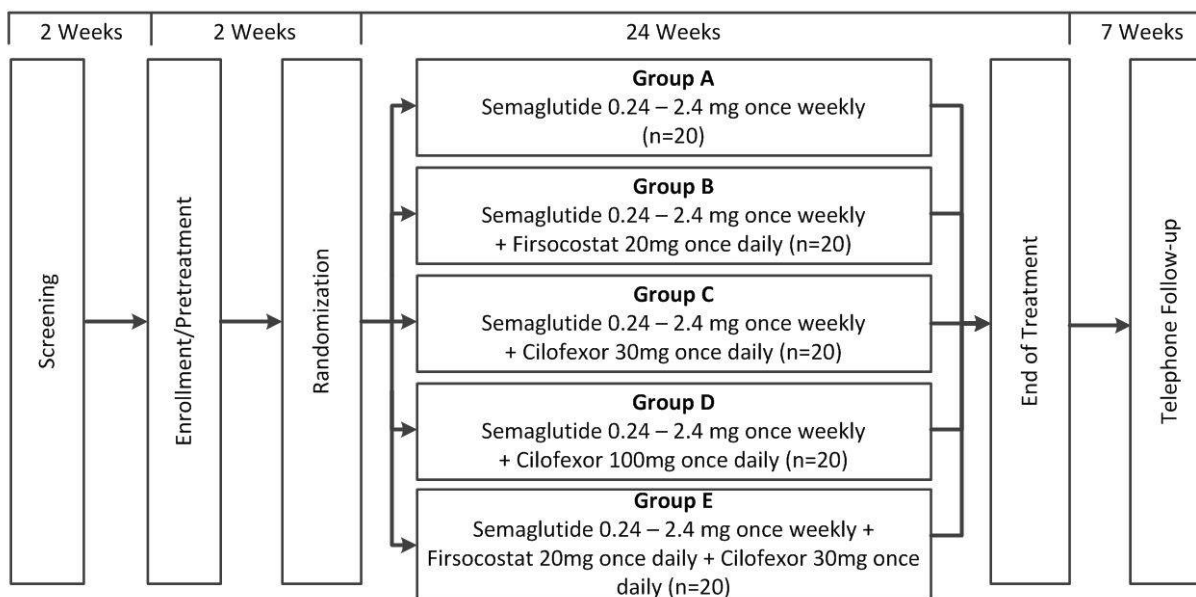 2 Weeks
2 Weeks
24 Weeks
7 Weeks
Screening
Enrollment/Pretreatment
Randomization
Group A
Semaglutide 0.24 – 2.4 mg once weekly
(n=20)
Group B
Semaglutide 0.24 – 2.4 mg once weekly
+ Firsocostat 20mg once daily (n=20)
Group C
Semaglutide 0.24 – 2.4 mg once weekly
+ Cilofexor 30mg once daily (n=20)
Group D
Semaglutide 0.24 – 2.4 mg once weekly
+ Cilofexor 100mg once daily (n=20)
Group E
Semaglutide 0.24 – 2.4 mg once weekly +
Firsocostat 20mg once daily + Cilofexor 30mg once
daily (n=20)
End of Treatment
Telephone Follow-up